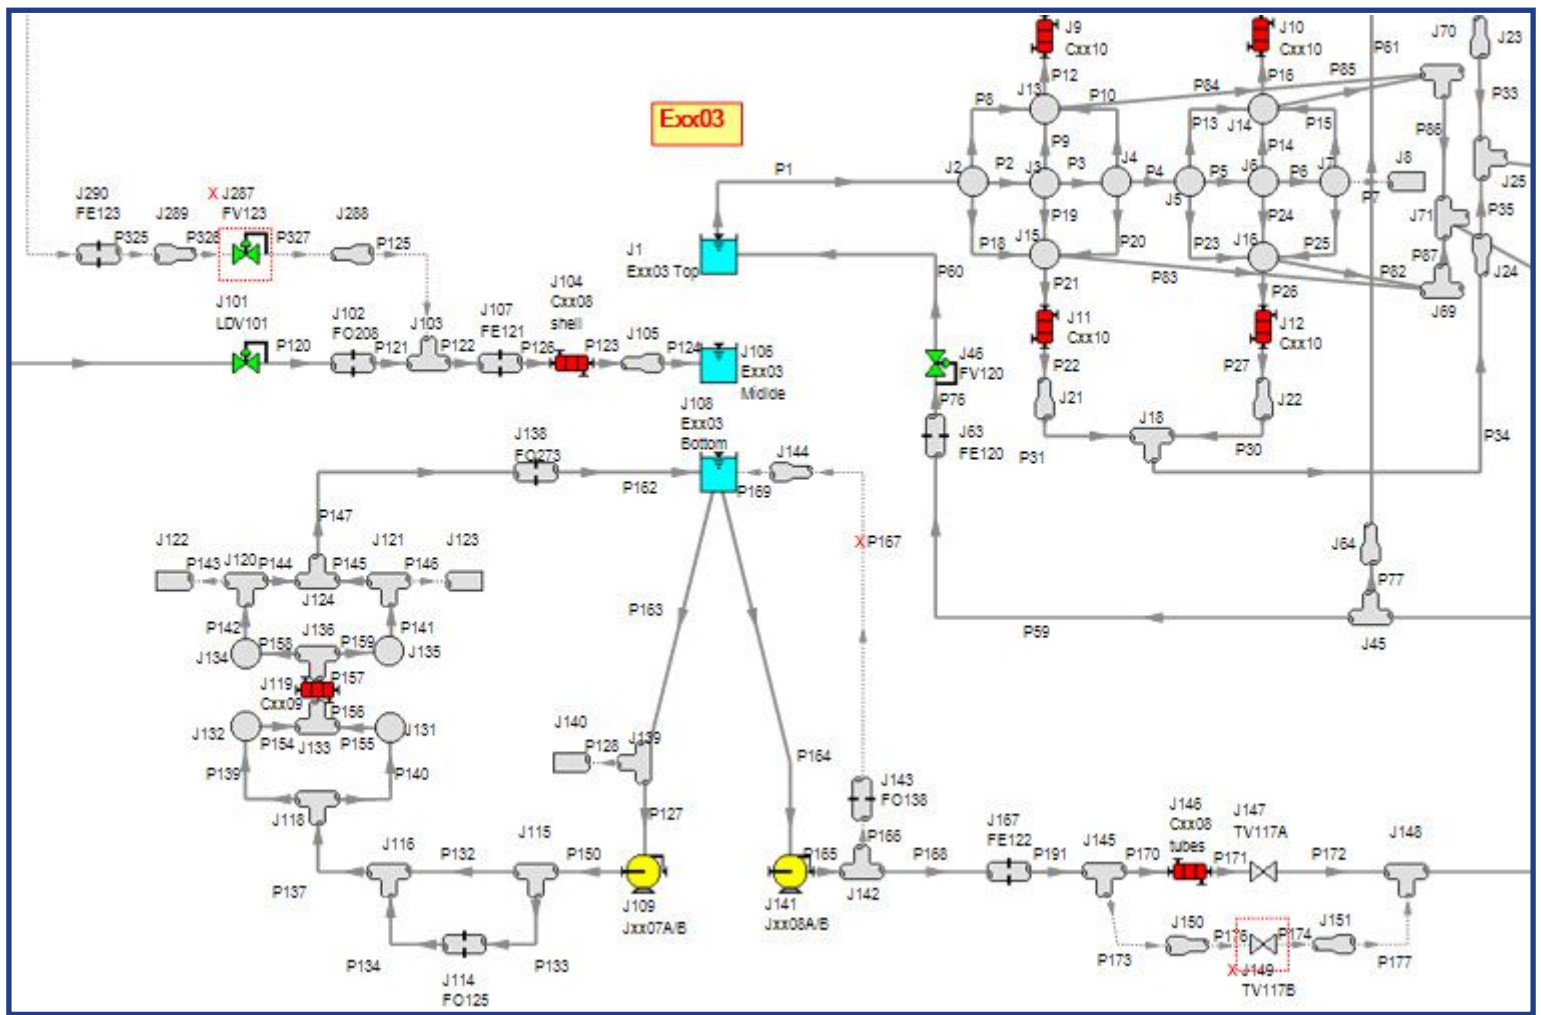 J9
Cxx10
J10
Cxx10
P61
J70
J23
P12
P16
P85
P84
P33
P8
J13
P10
P13
J14
P15
P86
Exx03
P9
P14
P1
J2
P2
J3
P3
J4
P4
J5
P5
J6
P6
J7
P7
J8
J25
J290
FE123
J289
X J287
FV123
J288
P325
P326
P327
P125
P19
P24
J71
P35
P18
J15
P20
P23
J16
P25
P87
J24
J1
Exx03 Top
P60
P83
P82
P21
P26
J69
J101
LDV101
J102
FO208
J103
J107
FE121
J104
Cxx08
shell
J105
P120
P121
P122
P126
P123
P124
J106
Exx03
Midlde
J46
FV120
J11
Cxx10
J12
Cxx10
P22
P27
P76
J21
J22
J18
J63
FE120
P31
P30
P34
J108
Exx03
Bottom
J138
FO273
J144
P162
P169
P147
X P167
J122
J120
J121
J123
P143
P144
P145
P146
J124
J64
P77
P163
P59
J45
P142
J136
P141
J134
P158
P159
J135
J119
Cxx09
P157
P156
J132
P154
J133
P155
J131
J140
P128
J139
P164
P139
P140
J143
FO138
P127
J118
J116
P132
J115
P150
P165
P166
J142
P168
J167
FE122
P191
J145
P170
J146
Cxx08
tubes
P171
J147
TV117A
P172
J148
P137
J109
Jxx07A/B
J141
Jxx08A/B
P134
J114
FO125
P133
P173
J150
P176
P174
J151
P177
X J149
TV117B